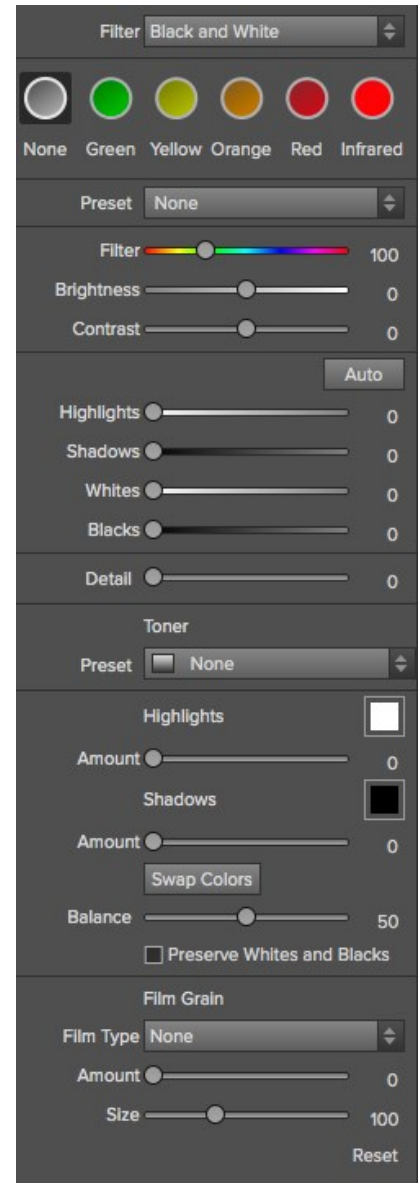 Filter Black and White
None Green Yellow Orange Red Infrared
Preset None
Filter 100
Brightness 0
Contrast 0
Auto
Highlights 0
Shadows 0
Whites 0
Blacks 0
Detail 0
Toner
Preset None
Highlights
Amount 0
Shadows
Amount 0
Swap Colors
Balance 50
Preserve Whites and Blacks
Film Grain
Film Type None
Amount 0
Size 100
Reset